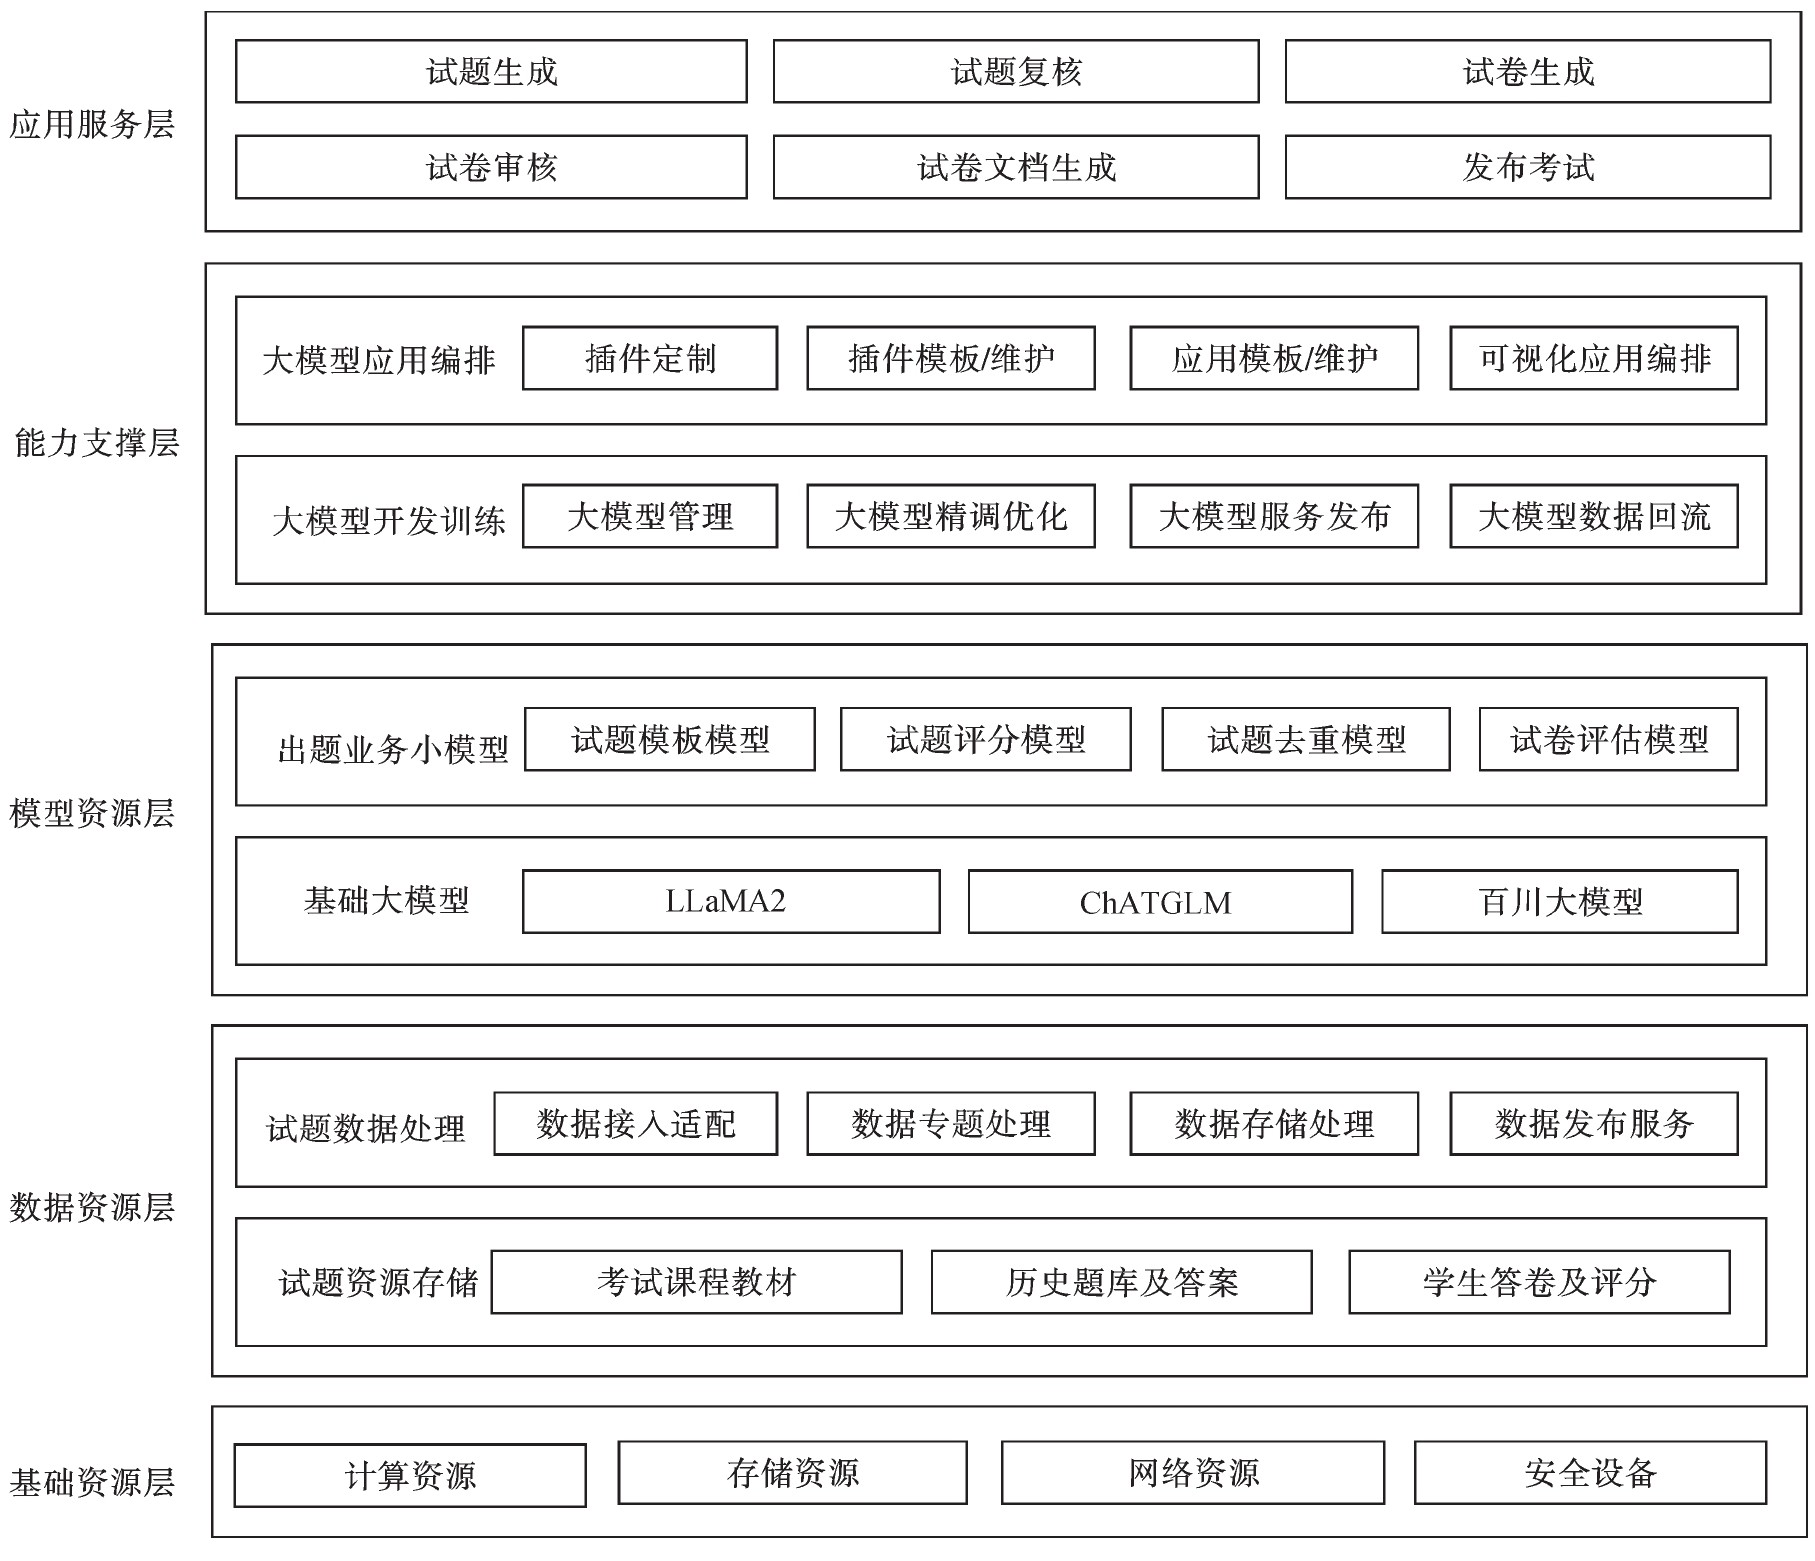 应用服务层
试题生成
试题复核
试卷生成
试卷审核
试卷文档生成
发布考试
能力支撑层
大模型应用编排
插件定制
插件模板/维护
应用模板/维护
可视化应用编排
大模型开发训练
大模型管理
大模型精调优化
大模型服务发布
大模型数据回流
模型资源层
出题业务小模型
试题模板模型
试题评分模型
试题去重模型
试卷评估模型
基础大模型
LLaMA2
ChATGLM
百川大模型
数据资源层
试题数据处理
数据接入适配
数据专题处理
数据存储处理
数据发布服务
试题资源存储
考试课程教材
历史题库及答案
学生答卷及评分
基础资源层
计算资源
存储资源
网络资源
安全设备